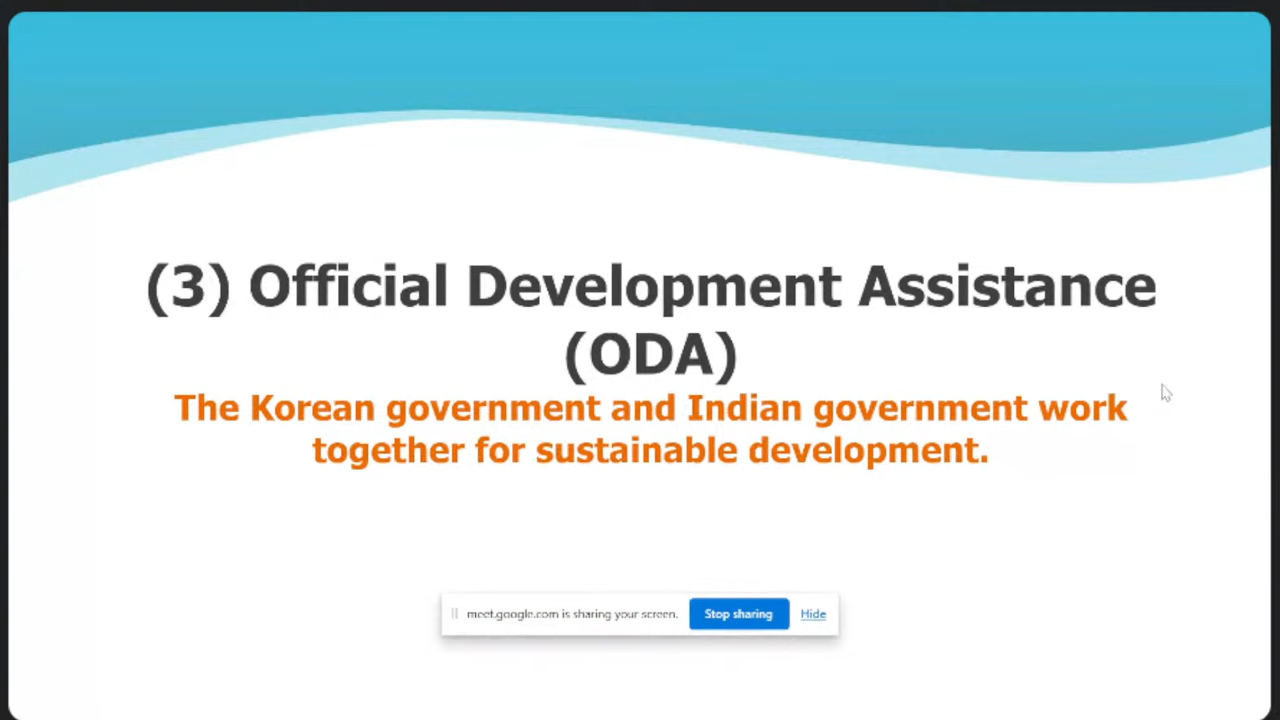 (3) Official Development Assistance
(ODA)
The Korean government and Indian government work
together for sustainable development.
meet.google.com is sharing your screen. Stop sharing Hide